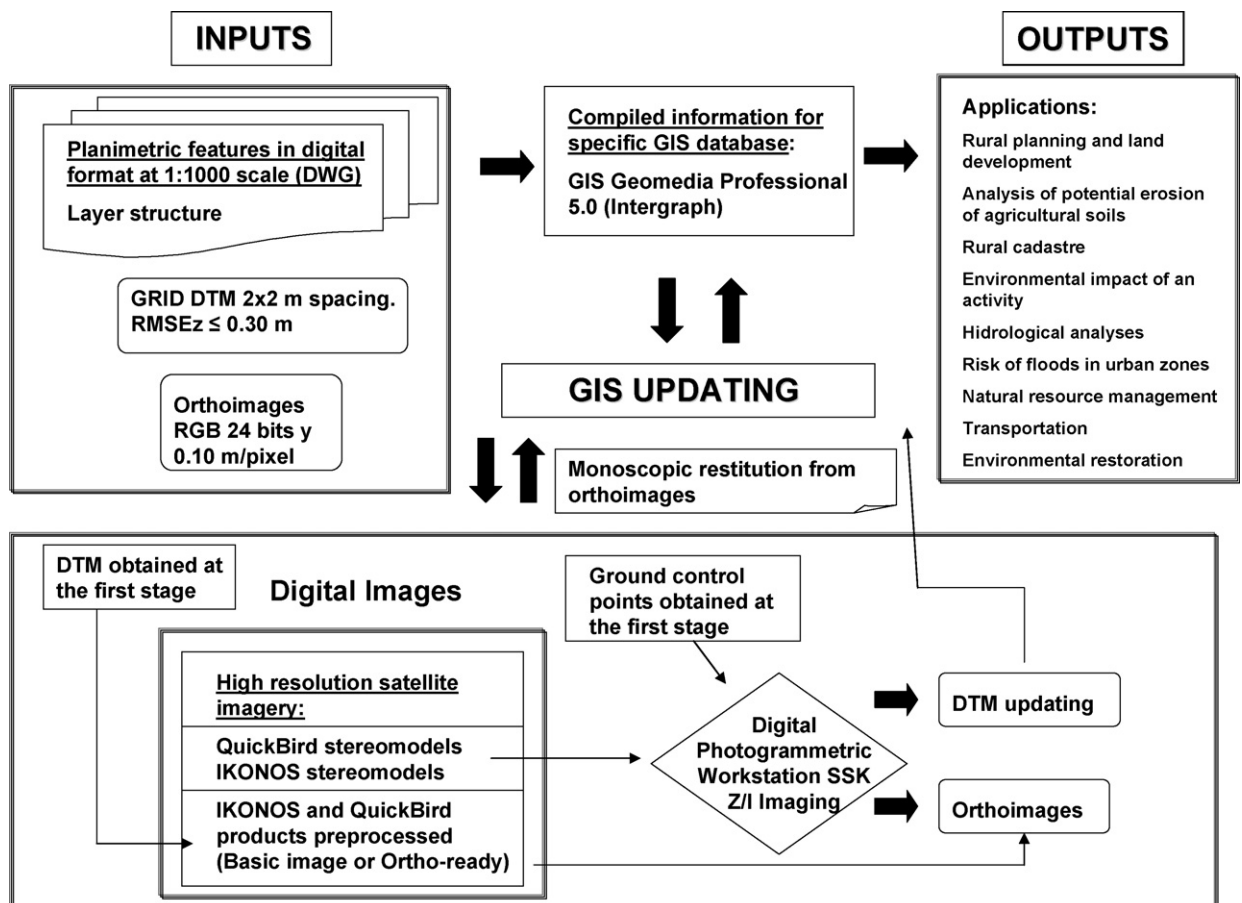 INPUTS
Planimetric features in digital
format at 1:1000 scale (DWG)
Layer structure
GRID DTM 2x2 m spacing.
RMSEz ≤ 0.30 m
Orthoimages
RGB 24 bits y
0.10 m/pixel
Compiled information for
specific GIS database:
GIS Geomedia Professional
5.0 (Intergraph)
OUTPUTS
Applications:
Rural planning and land
development
Analysis of potential erosion
of agricultural soils
Rural cadastre
Environmental impact of an
activity
Hidrological analyses
Risk of floods in urban zones
Natural resource management
Transportation
Environmental restoration
GIS UPDATING
Monoscopic restitution from
orthoimages
DTM obtained at
the first stage
Digital Images
Ground control
points obtained at
the first stage
High resolution satellite
imagery:
QuickBird stereomodels
IKONOS stereomodels
IKONOS and QuickBird
products preprocessed
(Basic image or Ortho-ready)
Digital
Photogrammetric
Workstation SSK
Z/I Imaging
DTM updating
Orthoimages